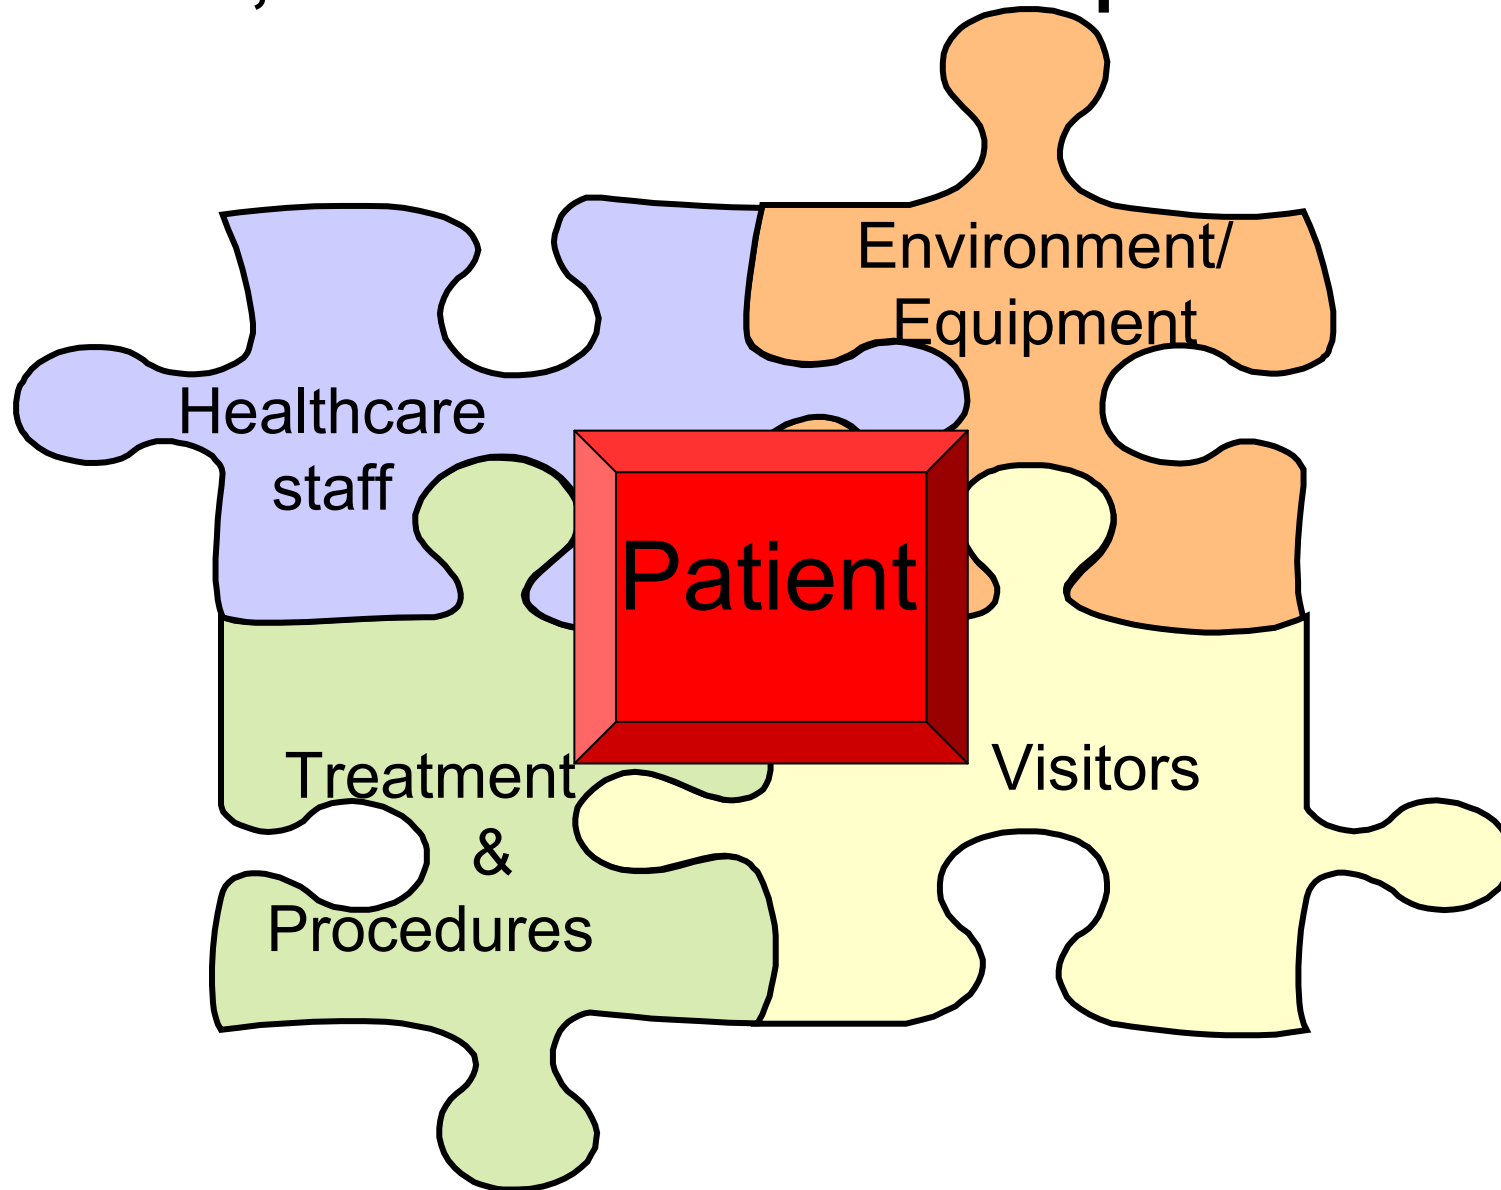 Healthcare
staff
Environment/
Equipment
Patient
Treatment
&
Procedures
Visitors